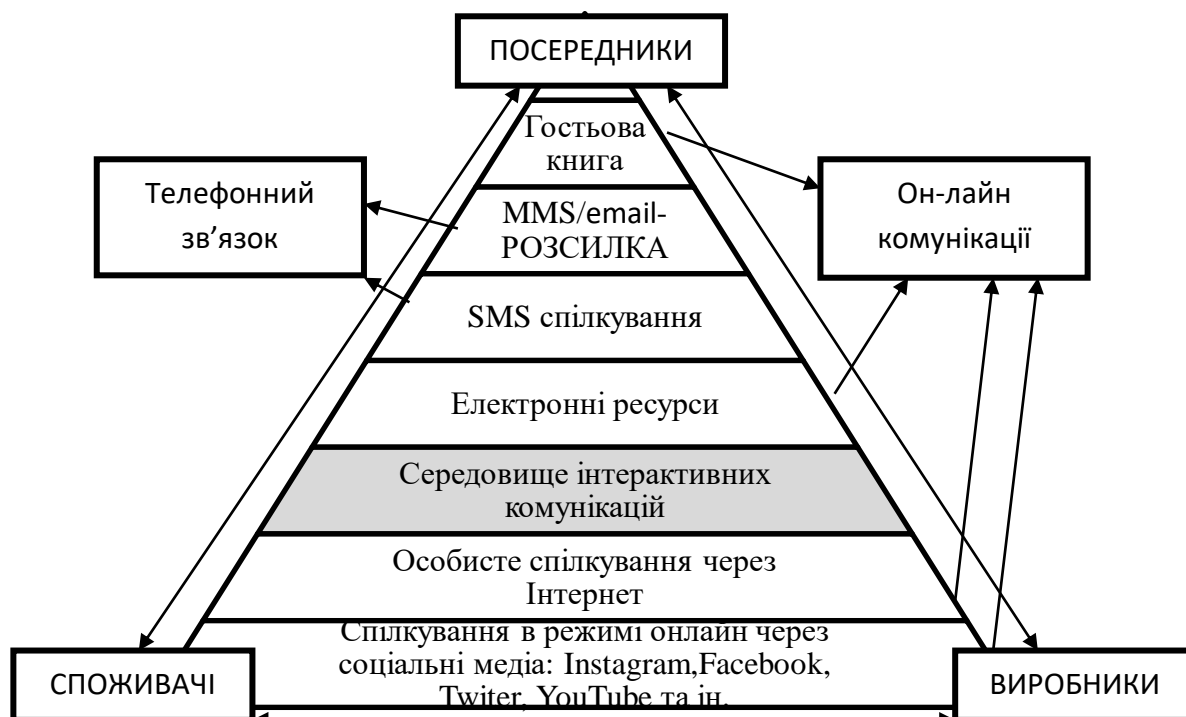 ПОСЕРЕДНИКИ
Гостьова
книга
Телефонний
зв’язок
MMS/email-
РОЗСИЛКА
Он-лайн
комунікації
SMS спілкування
Електронні ресурси
Середовище інтерактивних
комунікацій
Особисте спілкування через
Інтернет
Спілкування в режимі онлайн через
соціальні медіа: Instagram,Facebook,
Twiter, YouTube та ін.
СПОЖИВАЧІ
ВИРОБНИКИ